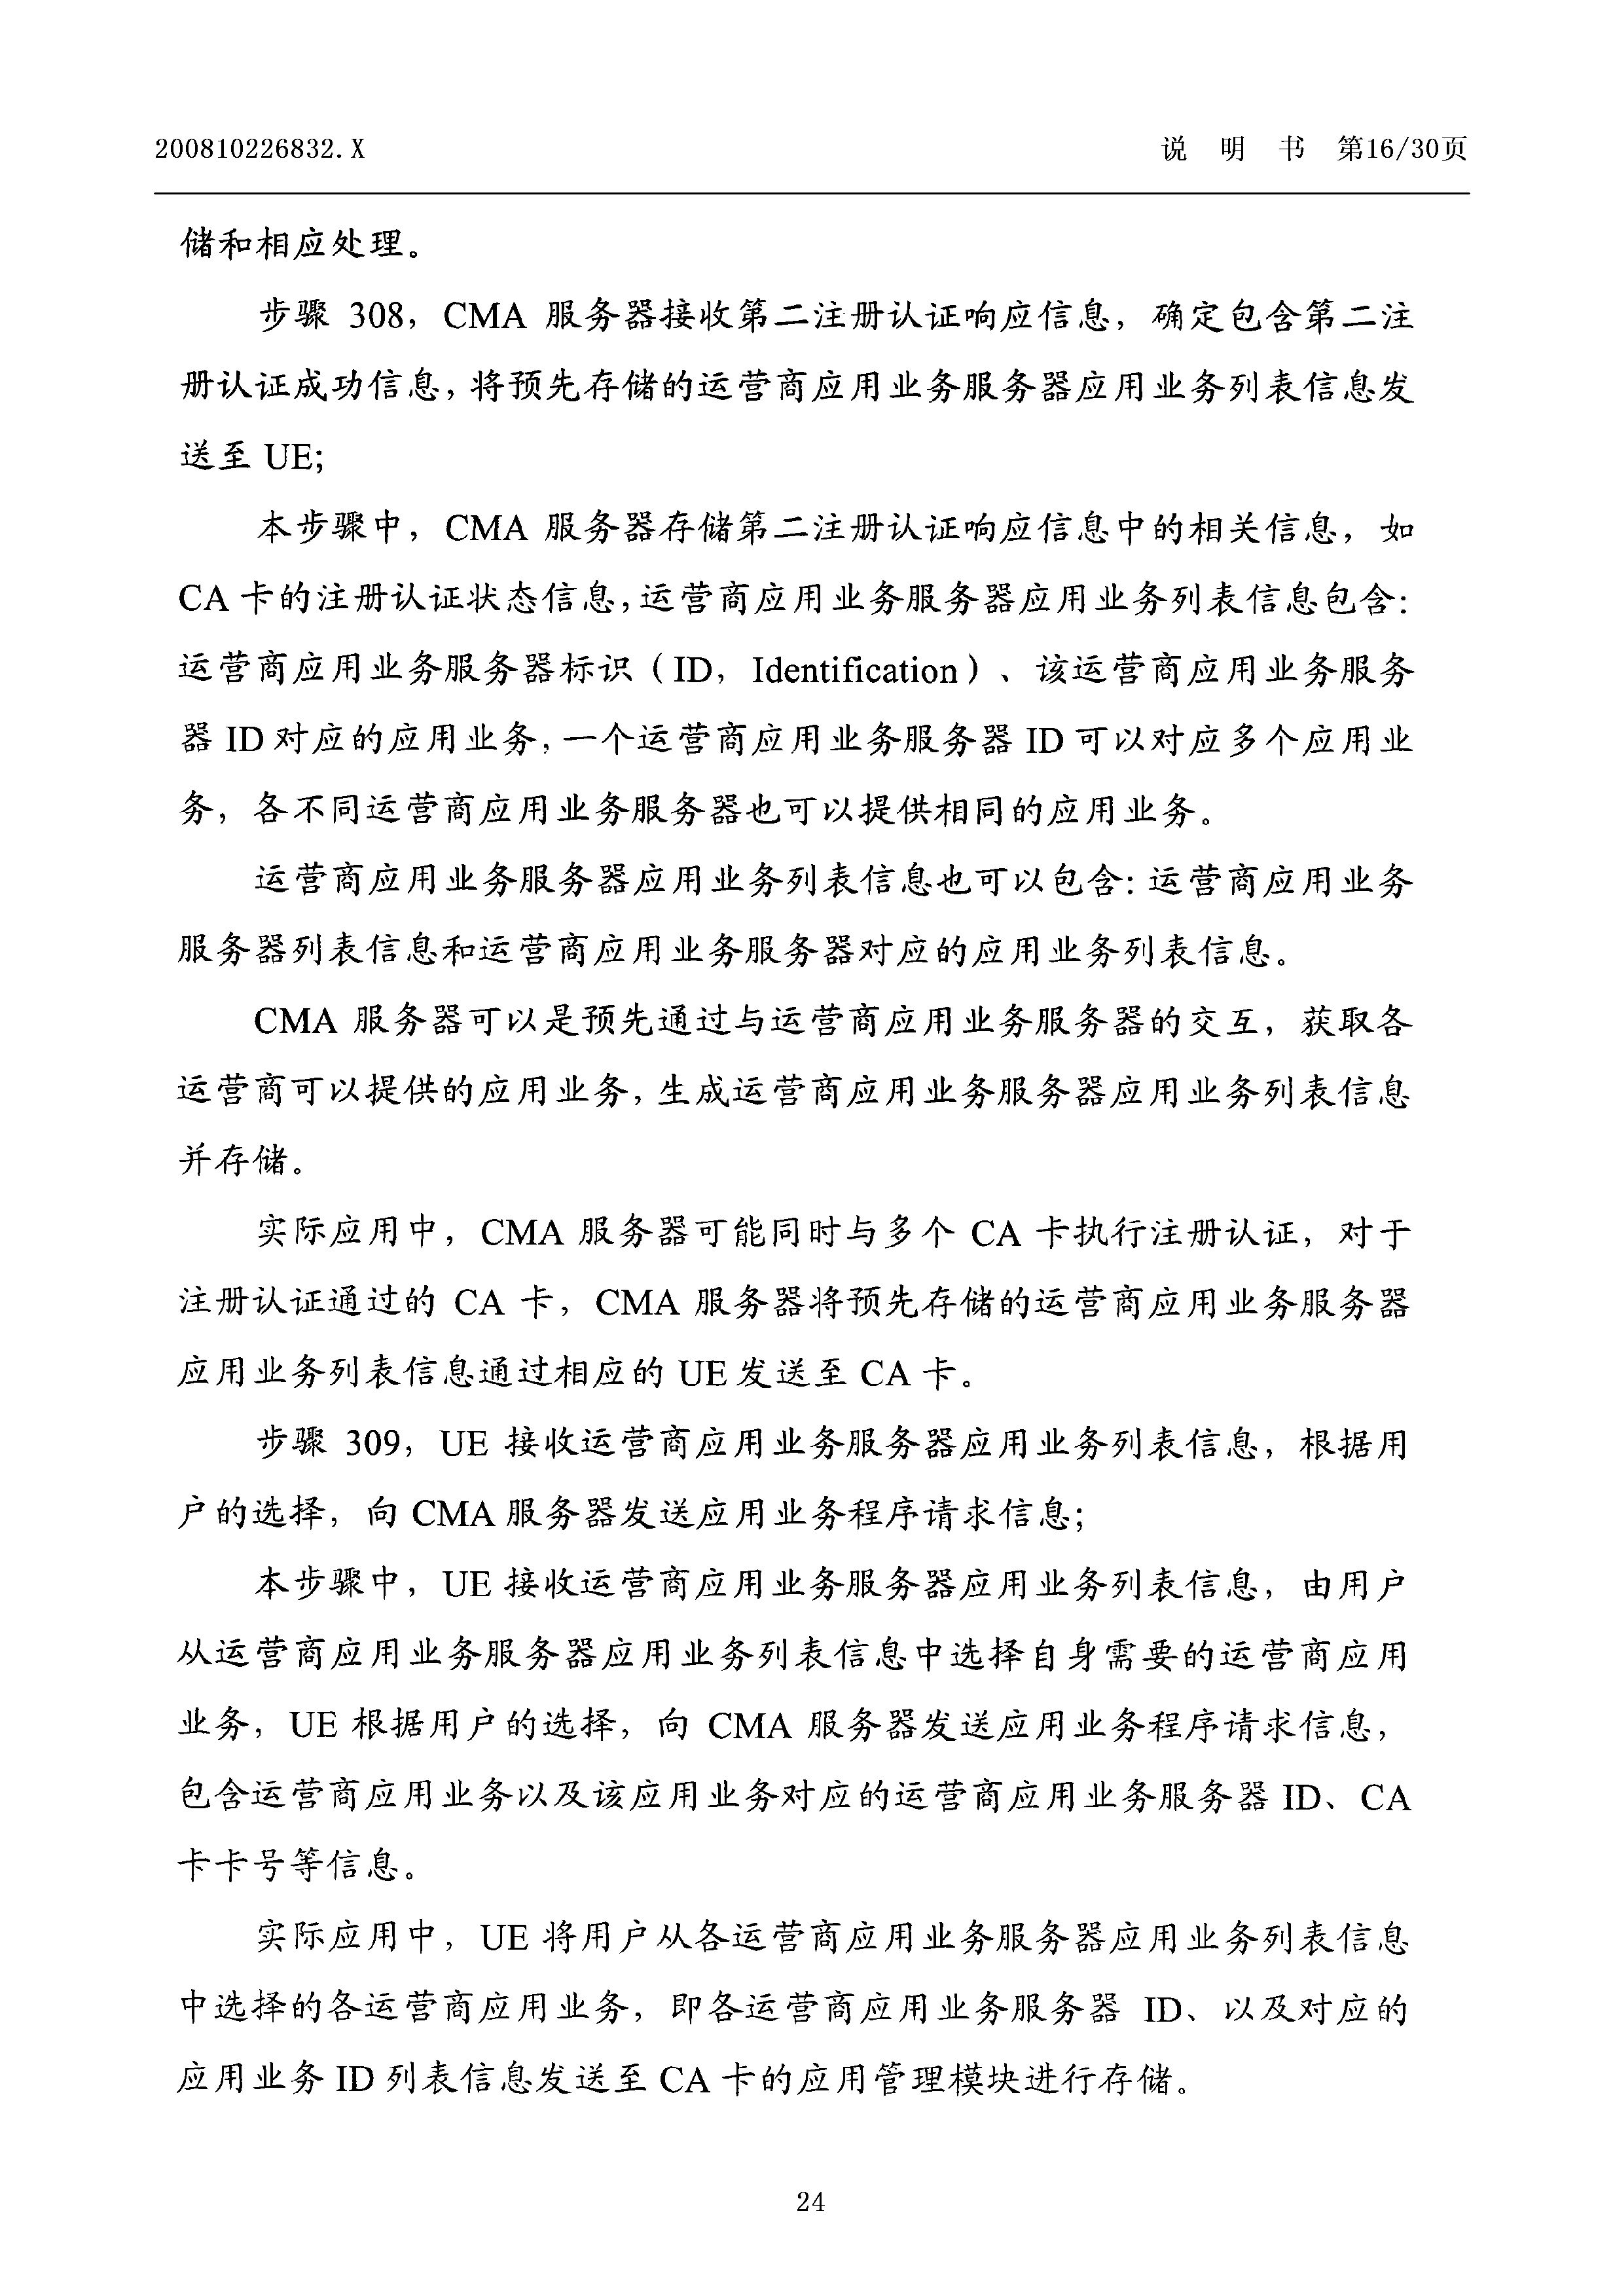 200810226832.X
说 明 书 第16/30页
储和相应处理。
步骤 308，CMA 服务器接收第二注册认证响应信息，确定包含第二注
册认证成功信息，将预先存储的运营商应用业务服务器应用业务列表信息发
送至 UE;
本步骤中，CMA 服务器存储第二注册认证响应信息中的相关信息，如
CA 卡的注册认证状态信息，运营商应用业务服务器应用业务列表信息包含：
运营商应用业务服务器标识（ID，Identification）、该运营商应用业务服务
器 ID 对应的应用业务，一个运营商应用业务服务器 ID 可以对应多个应用业
务，各不同运营商应用业务服务器也可以提供相同的应用业务。
运营商应用业务服务器应用业务列表信息也可以包含：运营商应用业务
服务器列表信息和运营商应用业务服务器对应的应用业务列表信息。
CMA 服务器可以是预先通过与运营商应用业务服务器的交互，获取各
运营商可以提供的应用业务，生成运营商应用业务服务器应用业务列表信息
并存储。
实际应用中，CMA 服务器可能同时与多个 CA 卡执行注册认证，对于
注册认证通过的 CA 卡，CMA 服务器将预先存储的运营商应用业务服务器
应用业务列表信息通过相应的 UE 发送至 CA 卡。
步骤 309，UE 接收运营商应用业务服务器应用业务列表信息，根据用
户的选择，向 CMA 服务器发送应用业务程序请求信息；
本步骤中，UE 接收运营商应用业务服务器应用业务列表信息，由用户
从运营商应用业务服务器应用业务列表信息中选择自身需要的运营商应用
业务，UE 根据用户的选择，向 CMA 服务器发送应用业务程序请求信息，
包含运营商应用业务以及该应用业务对应的运营商应用业务服务器 ID、CA
卡卡号等信息。
实际应用中，UE 将用户从各运营商应用业务服务器应用业务列表信息
中选择的各运营商应用业务，即各运营商应用业务服务器 ID、以及对应的
应用业务 ID 列表信息发送至 CA 卡的应用管理模块进行存储。
24